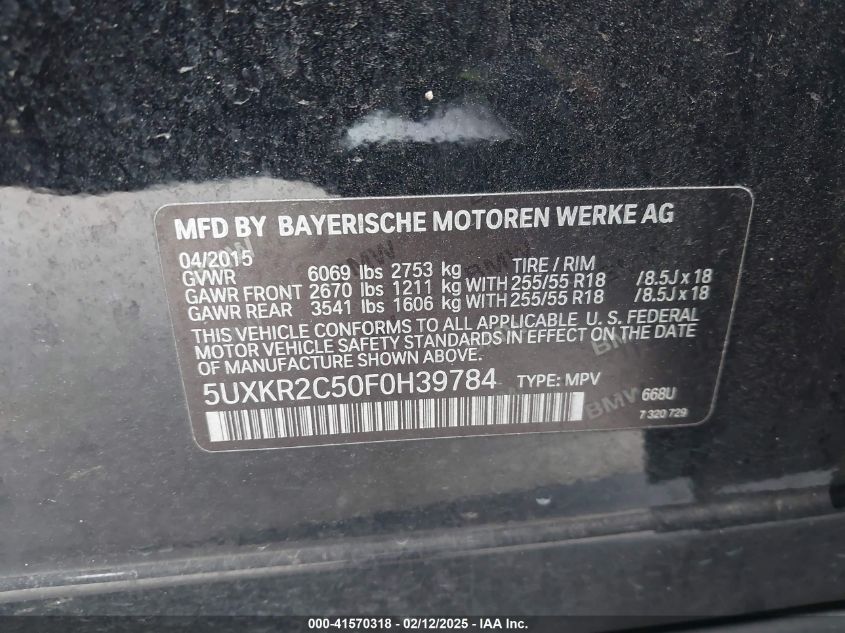 MFD BY BAYERISCHE MOTOREN WERKE AG
04/2015
GVWR 6069 lbs 2753 kg TIRE / RIM
GAWR FRONT 2670 lbs 1211 kg WITH 255/55 R18 /8.5J x 18
GAWR REAR 3541 lbs 1606 kg WITH 255/55 R18 /8.5J x 18
THIS VEHICLE CONFORMS TO ALL APPLICABLE U. S. FEDERAL
MOTOR VEHICLE SAFETY STANDARDS IN EFFECT ON THE DATE
OF MANUFACTURE SHOWN ABOVE.
5UXKR2C50F0H39784 TYPE: MPV
BMW 668U
7 320 729
000-41570318 - 02/12/2025 - IAA Inc.